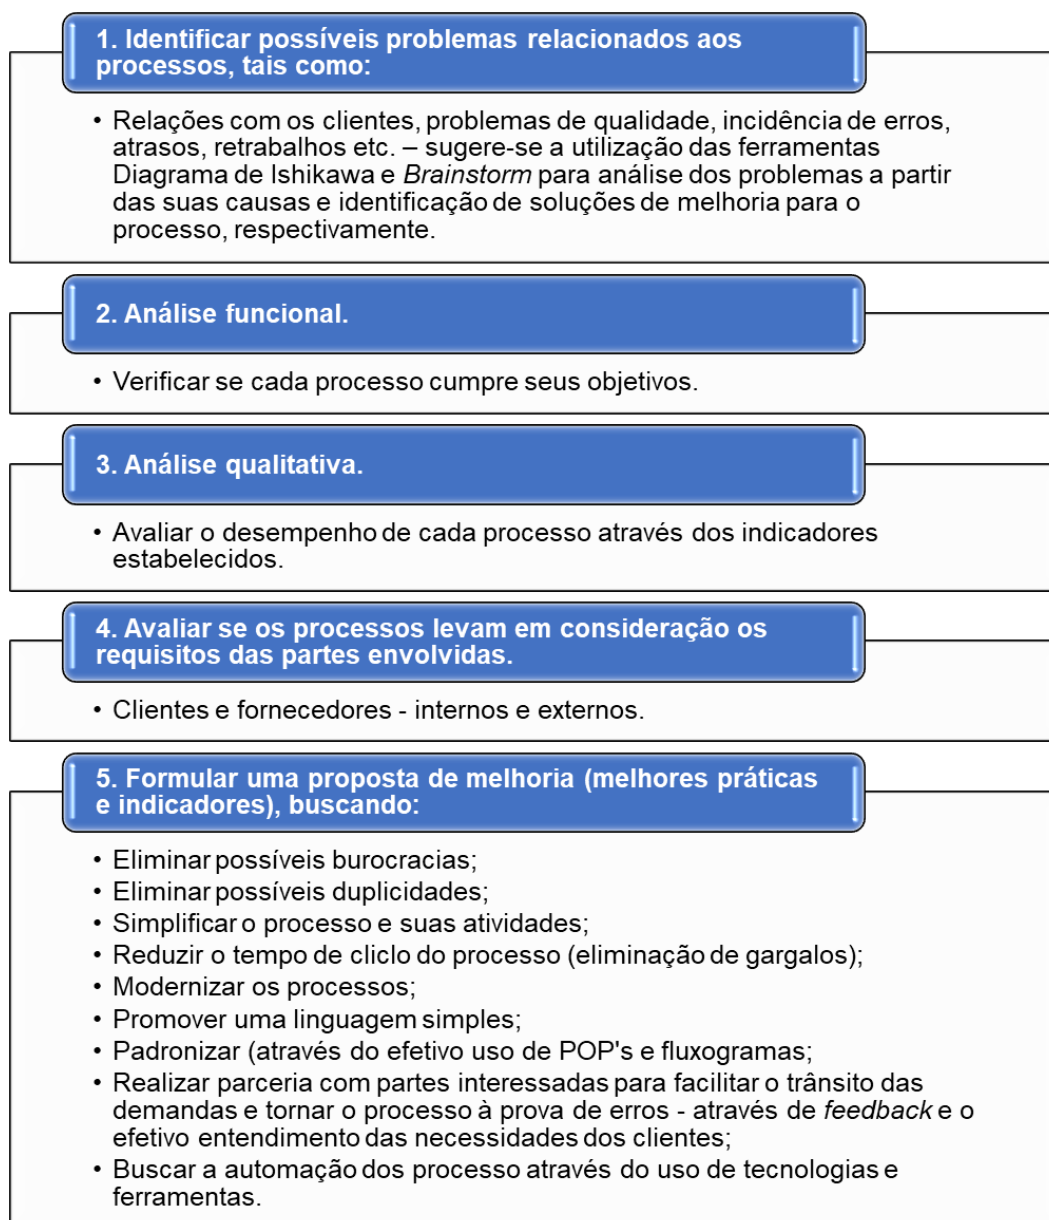 1. Identificar possíveis problemas relacionados aos
processos, tais como:
• Relações com os clientes, problemas de qualidade, incidência de erros,
atrasos, retrabalhos etc. – sugere-se a utilização das ferramentas
Diagrama de Ishikawa e Brainstorm para análise dos problemas a partir
das suas causas e identificação de soluções de melhoria para o
processo, respectivamente.
2. Análise funcional.
• Verificar se cada processo cumpre seus objetivos.
3. Análise qualitativa.
• Avaliar o desempenho de cada processo através dos indicadores
estabelecidos.
4. Avaliar se os processos levam em consideração os
requisitos das partes envolvidas.
• Clientes e fornecedores - internos e externos.
5. Formular uma proposta de melhoria (melhores práticas
e indicadores), buscando:
• Eliminar possíveis burocracias;
• Eliminar possíveis duplicidades;
• Simplificar o processo e suas atividades;
• Reduzir o tempo de cliclo do processo (eliminação de gargalos);
• Modernizar os processos;
• Promover uma linguagem simples;
• Padronizar (através do efetivo uso de POP's e fluxogramas;
• Realizar parceria com partes interessadas para facilitar o trânsito das
demandas e tornar o processo à prova de erros - através de feedback e o
efetivo entendimento das necessidades dos clientes;
• Buscar a automação dos processo através do uso de tecnologias e
ferramentas.